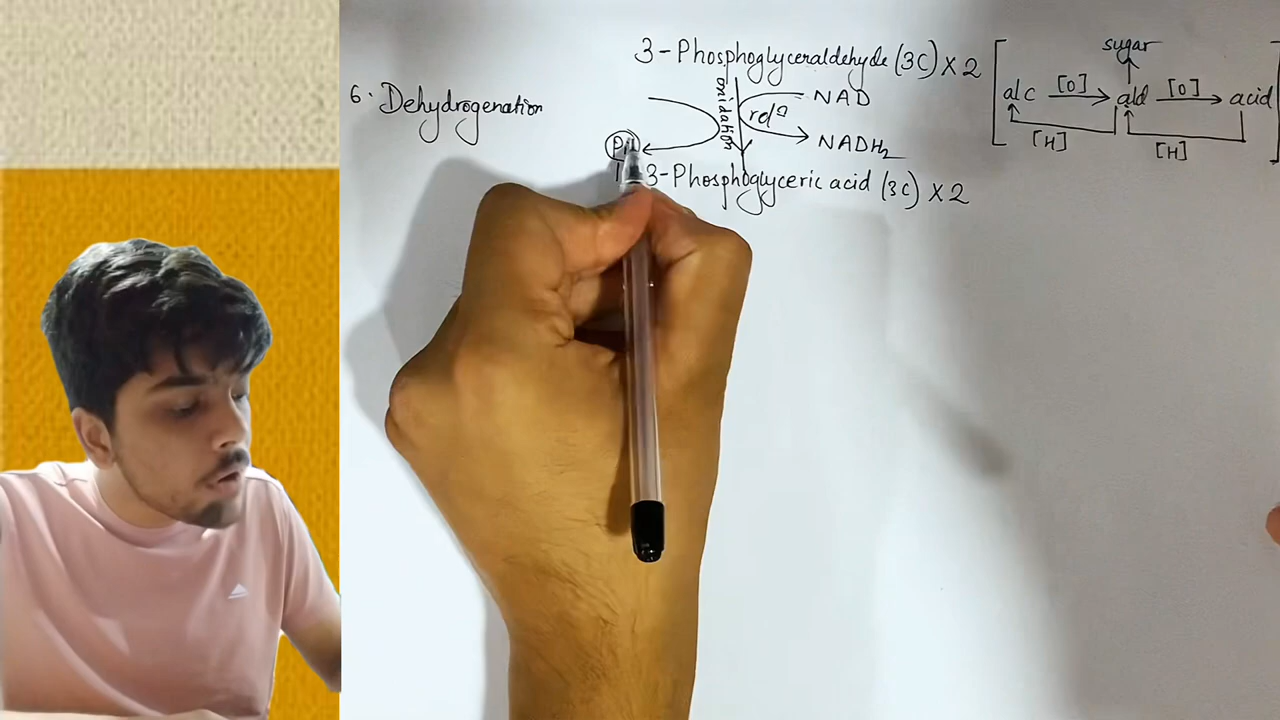 3-Phosphoglyceraldehyde (3C) X 2
6. Dehydrogenation
oxidation
NAD
redⁿ
NADH₂
Pi
1 3-Phosphoglyceric acid (3C) X 2
sugar
alc [O] ald [O] acid
[H] [H]